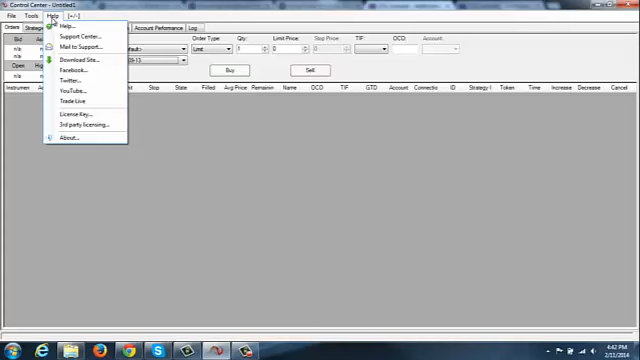 Control Center - Untitled1
File Tools Help [+/-]
Orders Account Performance Log
Bid
n/a
n/a
Open
n/a
n/a
Help...
Support Center...
Mail to Support...
Download Site...
Facebook...
Twitter...
YouTube...
Trade Live
License Key...
3rd party licensing...
About...
Order Type Qty: Limit Price: Stop Price: TIF: OCO: Account:
Limit 1 0 0
Buy Sell
Instrumen Stop State Filled Avg Price Remainin Name OCO TIF GTD Account Connectio ID Strategy I Token Time Increase Decrease Cancel
4:42 PM
2/11/2014